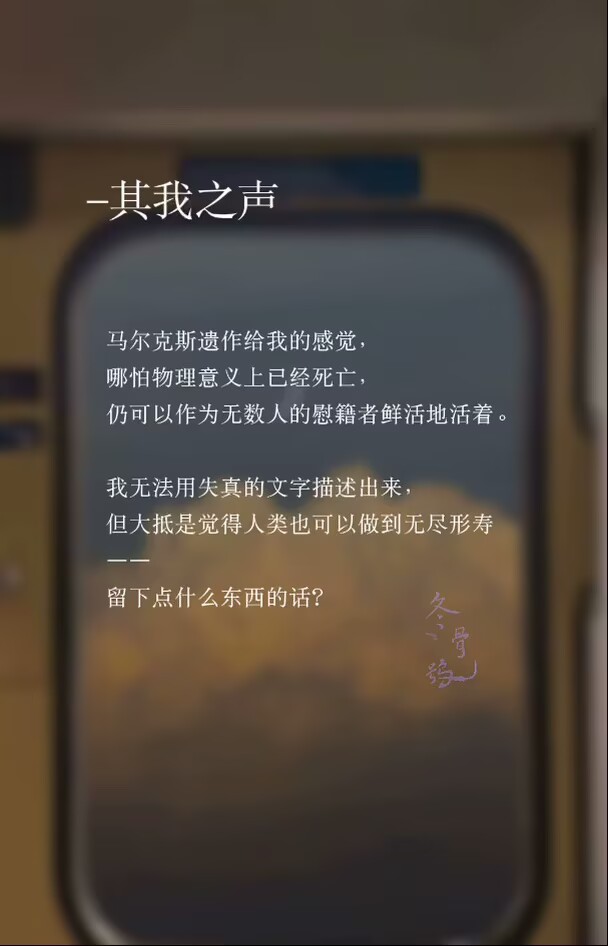 -其我之声
马尔克斯遗作给我的感觉，
哪怕物理意义上已经死亡，
仍可以作为无数人的慰籍者鲜活地活着。
我无法用失真的文字描述出来，
但大抵是觉得人类也可以做到无尽形寿
——
留下点什么东西的话？
冬
骨
鸮